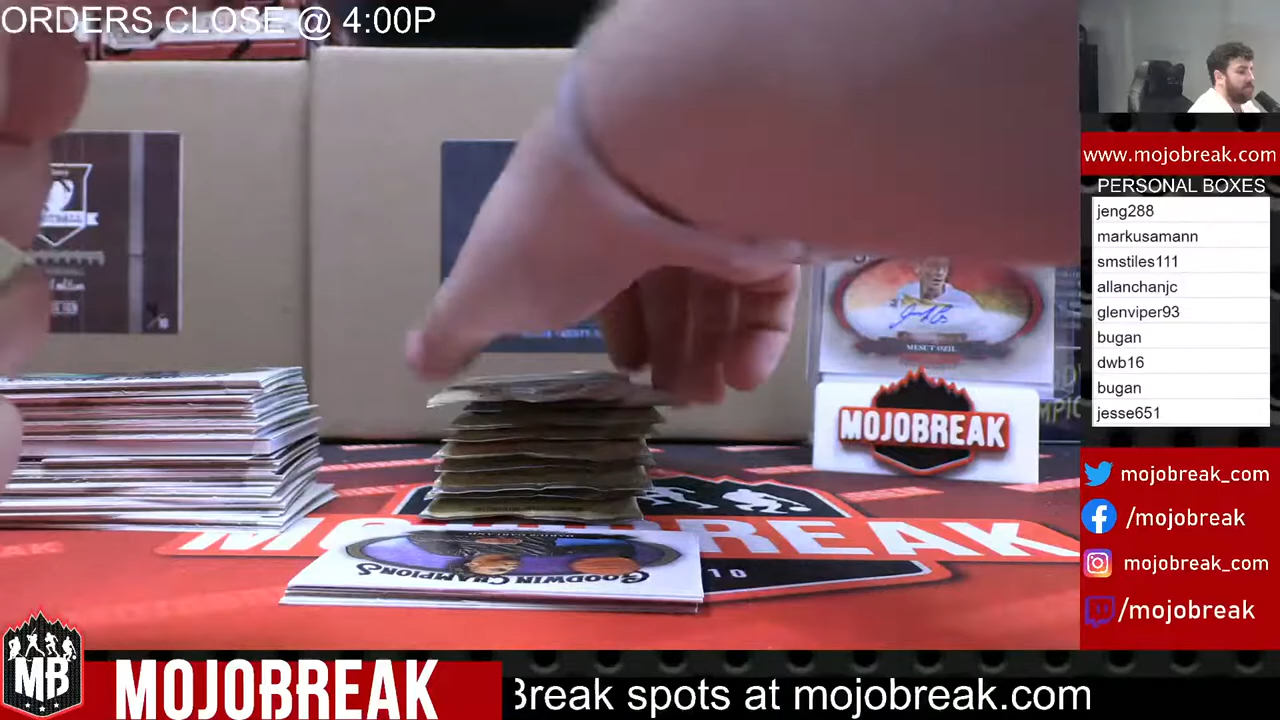 ORDERS CLOSE @ 4:00P
www.mojobreak.com
PERSONAL BOXES
jeng288
markusamann
smstiles111
allanchanjc
glenviper93
bugan
dwb16
bugan
jesse651
mojobreak_com
/mojobreak
mojobreak_com
/mojobreak
MESUT OZIL
MOJOBREAK
GOODWIN CHAMPIONS
MB
MOJOBREAK
Break spots at mojobreak.com